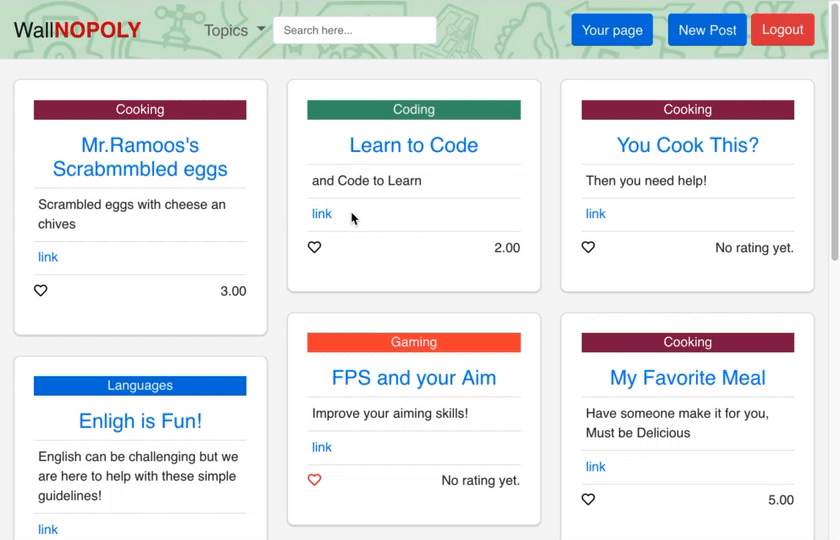 WallNOPOLY
Topics
Search here...
Your page
New Post
Logout
Cooking
Mr.Ramoos's
Scrabmmbled eggs
Scrambled eggs with cheese an
chives
link
3.00
Languages
Enligh is Fun!
English can be challenging but we
are here to help with these simple
guidelines!
link
Coding
Learn to Code
and Code to Learn
link
2.00
Gaming
FPS and your Aim
Improve your aiming skills!
link
No rating yet.
Cooking
You Cook This?
Then you need help!
link
No rating yet.
Cooking
My Favorite Meal
Have someone make it for you,
Must be Delicious
link
5.00